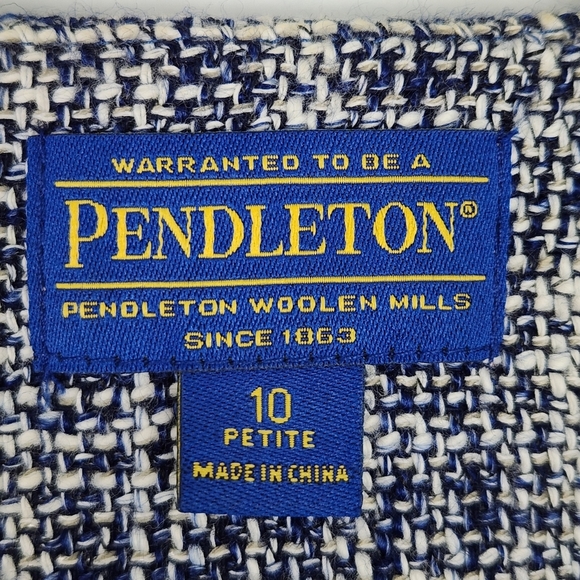 WARRANTED TO BE A
PENDLETON®
PENDLETON WOOLEN MILLS
SINCE 1863
10
PETITE
MADE IN CHINA